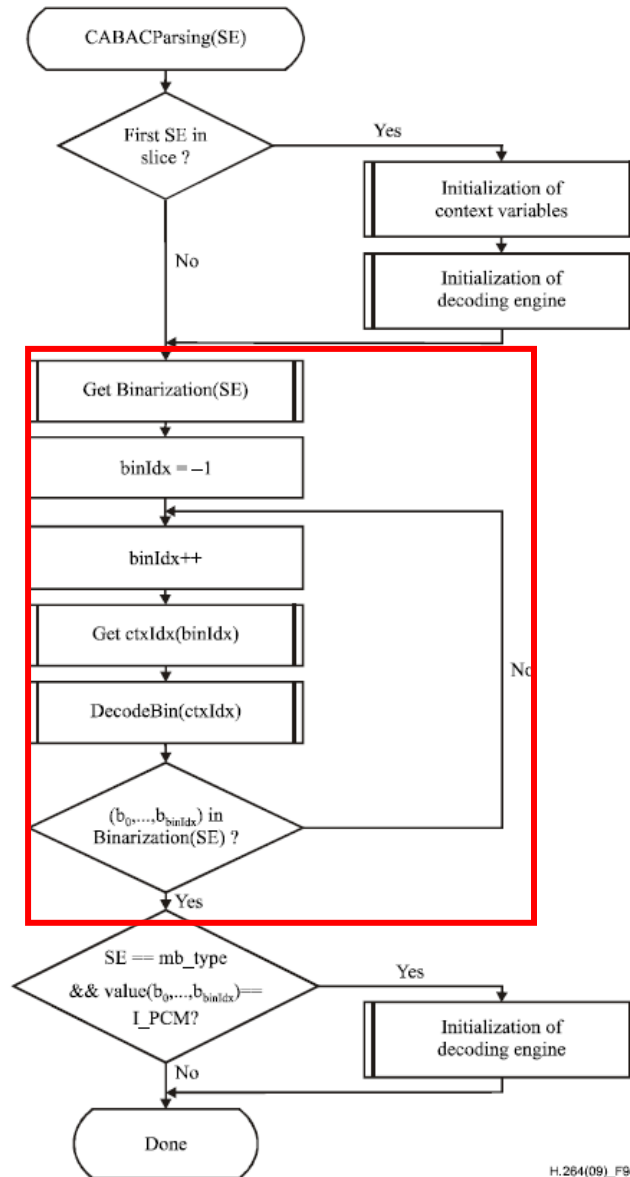 CABACParsing(SE)
First SE in
slice ?
Yes
Initialization of
context variables
No
Initialization of
decoding engine
Get Binarization(SE)
binIdx = –1
binIdx++
Get ctxIdx(binIdx)
No
DecodeBin(ctxIdx)
(b0,...,bbinIdx) in
Binarization(SE) ?
Yes
SE == mb_type
&& value(b0,...,bbinIdx)==
I_PCM?
Yes
Initialization of
decoding engine
No
Done
H.264(09)_F9